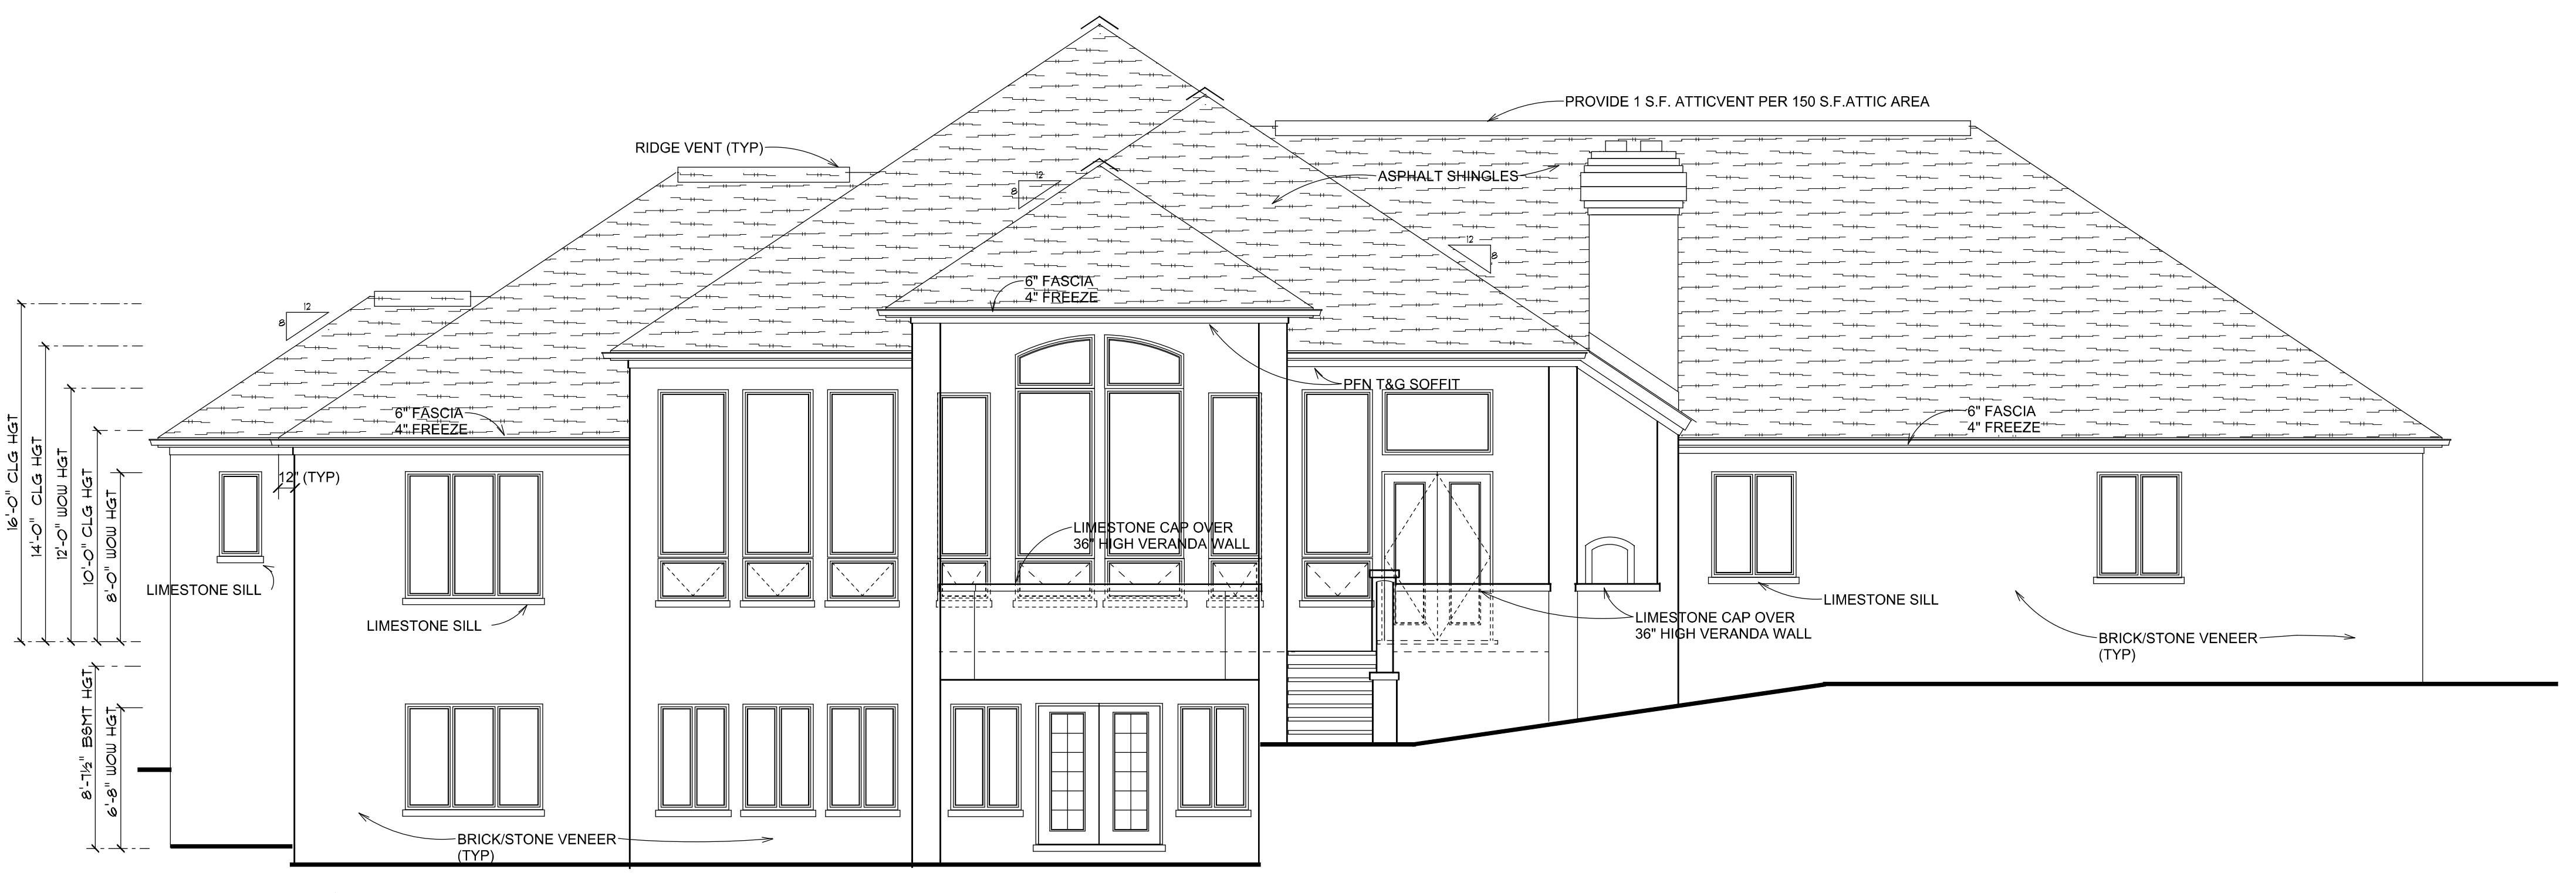 PROVIDE 1 S.F. ATTICVENT PER 150 S.F.ATTIC AREA
RIDGE VENT (TYP)
ASPHALT SHINGLES
12
8
12
8
12
8
6" FASCIA
4" FREEZE
PFN T&G SOFFIT
6" FASCIA
4" FREEZE
6" FASCIA
4" FREEZE
16'-0" CLG HGT
14'-0" CLG HGT
12'-0" WOW HGT
10'-0" CLG HGT
8'-0" WOW HGT
12" (TYP)
LIMESTONE CAP OVER
36" HIGH VERANDA WALL
LIMESTONE SILL
LIMESTONE SILL
LIMESTONE SILL
LIMESTONE CAP OVER
36" HIGH VERANDA WALL
BRICK/STONE VENEER
(TYP)
8'-7½" BSMT HGT
6'-8" WOW HGT
BRICK/STONE VENEER
(TYP)